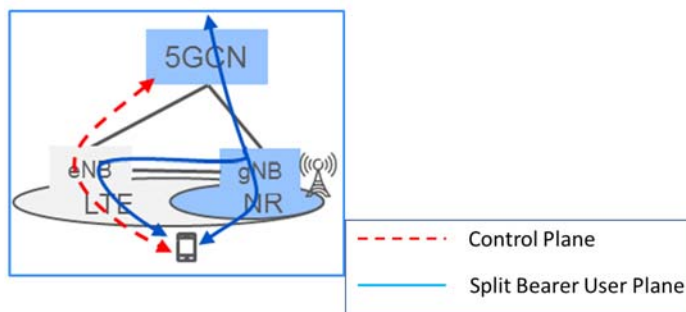 5GCN
eNB
gNB
LTE
NR
Control Plane
Split Bearer User Plane